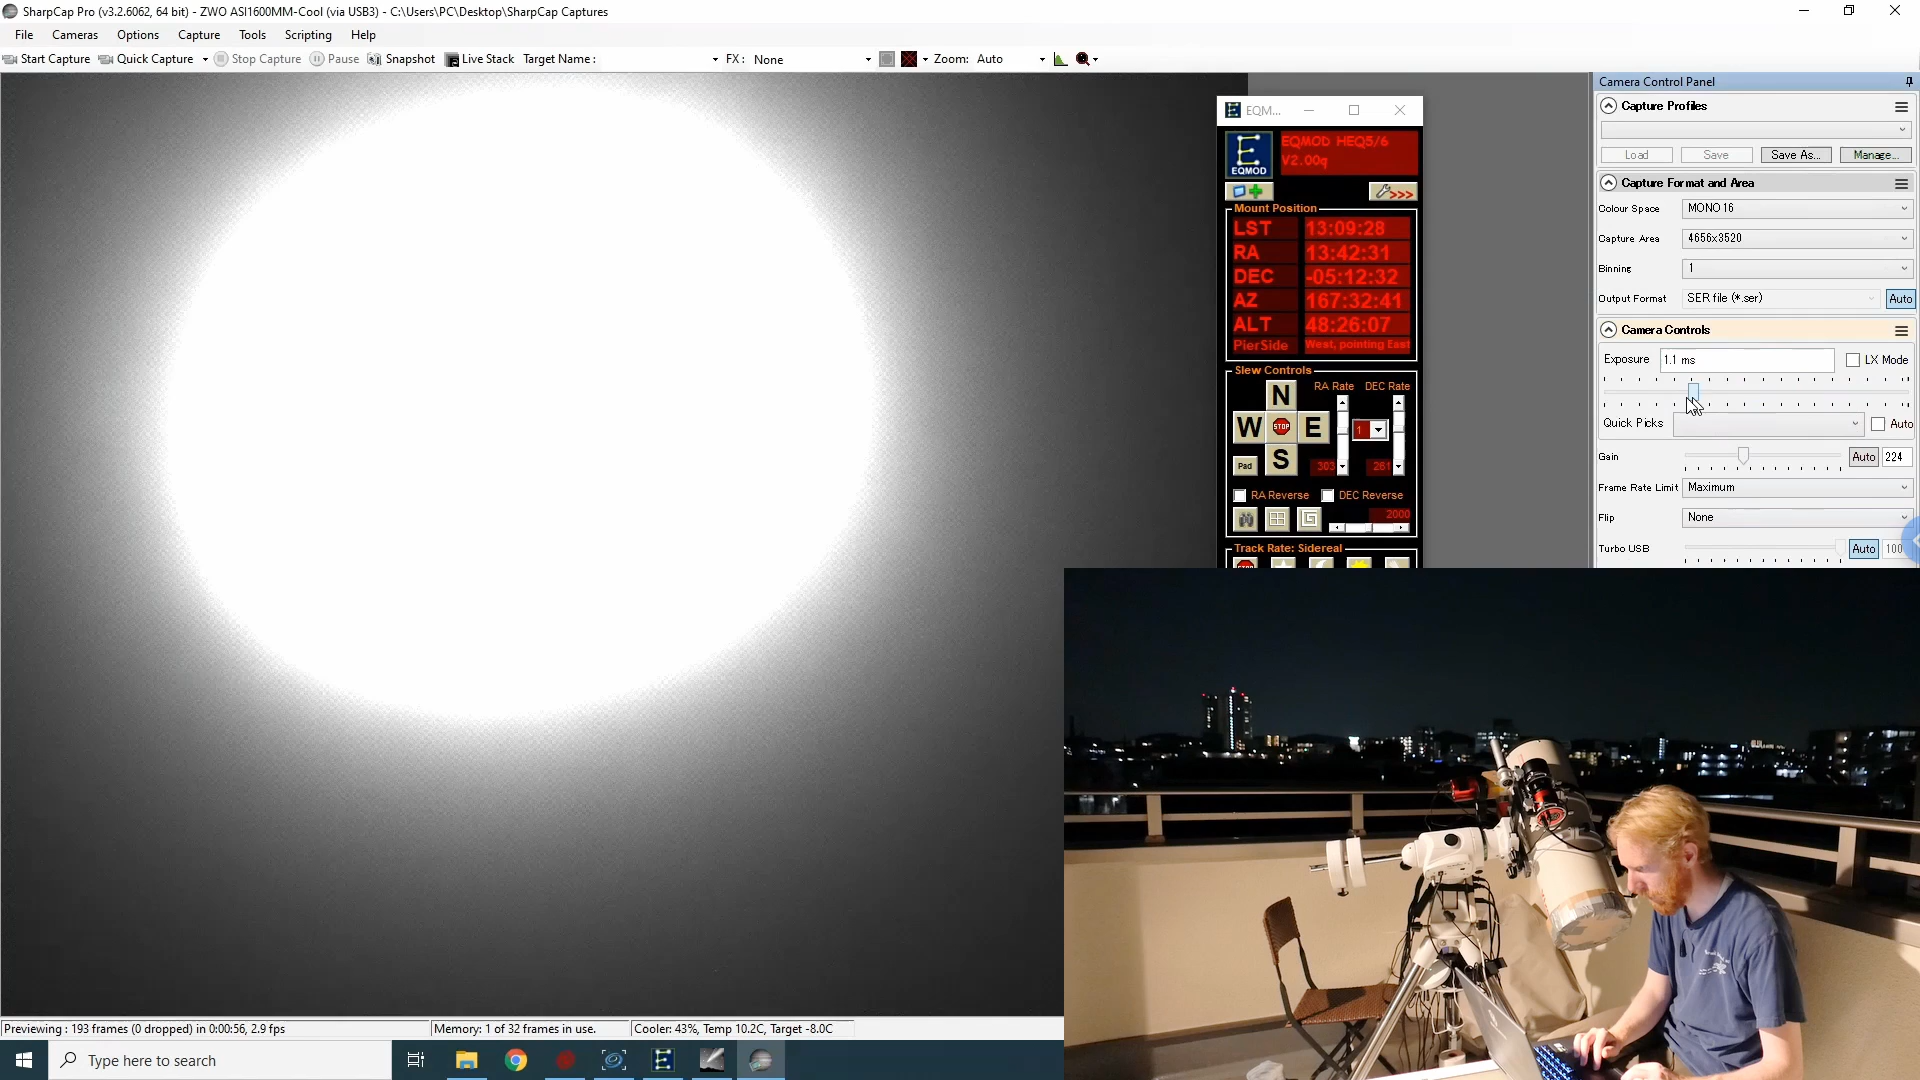 SharpCap Pro (v3.2.6062, 64 bit) - ZWO ASI1600MM-Cool (via USB3) - C:\Users\PC\Desktop\SharpCap Captures
File Cameras Options Capture Tools Scripting Help
Start Capture Quick Capture Stop Capture Pause Snapshot Live Stack Target Name : FX : None Zoom: Auto
Camera Control Panel
Capture Profiles
Load Save Save As... Manage...
Capture Format and Area
Colour Space MONO16
Capture Area 4656x3520
Binning 1
Output Format SER file (*.ser) Auto
Camera Controls
Exposure 1.1 ms LX Mode
Quick Picks Auto
Gain Auto 224
Frame Rate Limit Maximum
Flip None
Turbo USB Auto 100
EQM...
E
EQMOD
EQMOD HEQ5/6
V2.00q
>>>
Mount Position
LST 13:09:28
RA 13:42:31
DEC -05:12:32
AZ 167:32:41
ALT 48:26:07
PierSide West, pointing East
Slew Controls
RA Rate DEC Rate
N
W STOP E 1
S
Pad 303 261
RA Reverse DEC Reverse
2000
Track Rate: Sidereal
STOP
Previewing : 193 frames (0 dropped) in 0:00:56, 2.9 fps Memory: 1 of 32 frames in use. Cooler: 43%, Temp 10.2C, Target -8.0C
Type here to search